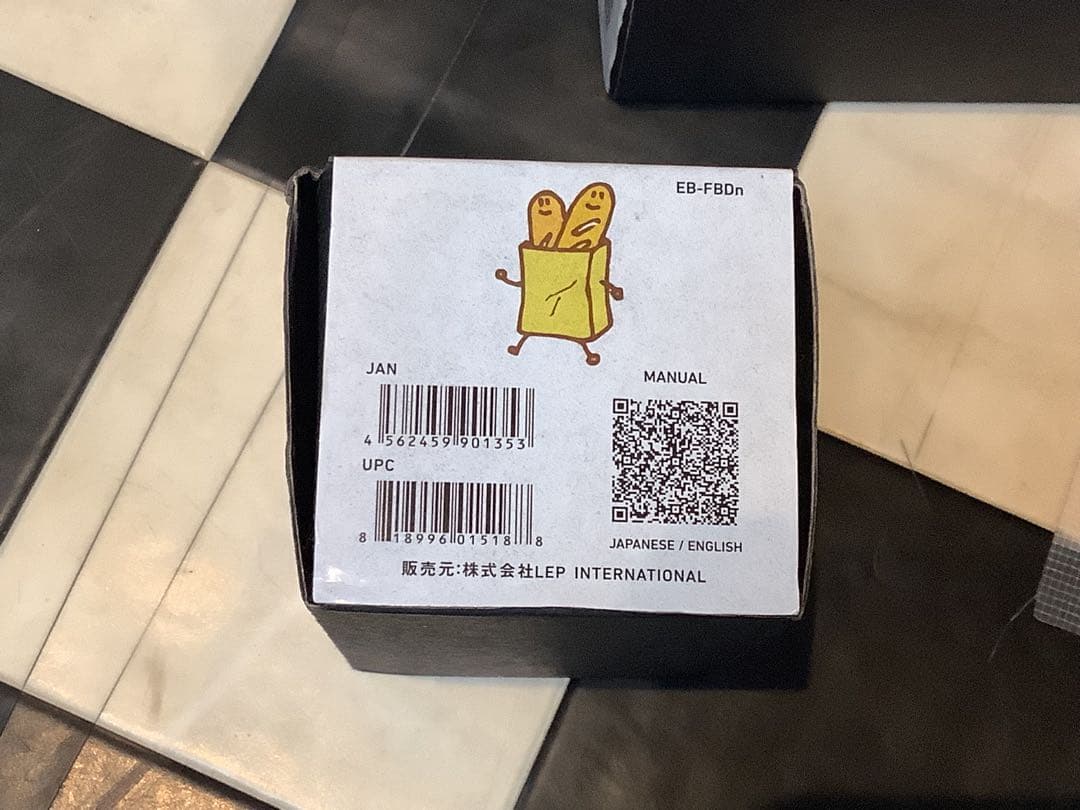 EB-FBDn
JAN
4 562459 901353
MANUAL
UPC
8 18996 01518 8
JAPANESE / ENGLISH
販売元:株式会社LEP INTERNATIONAL